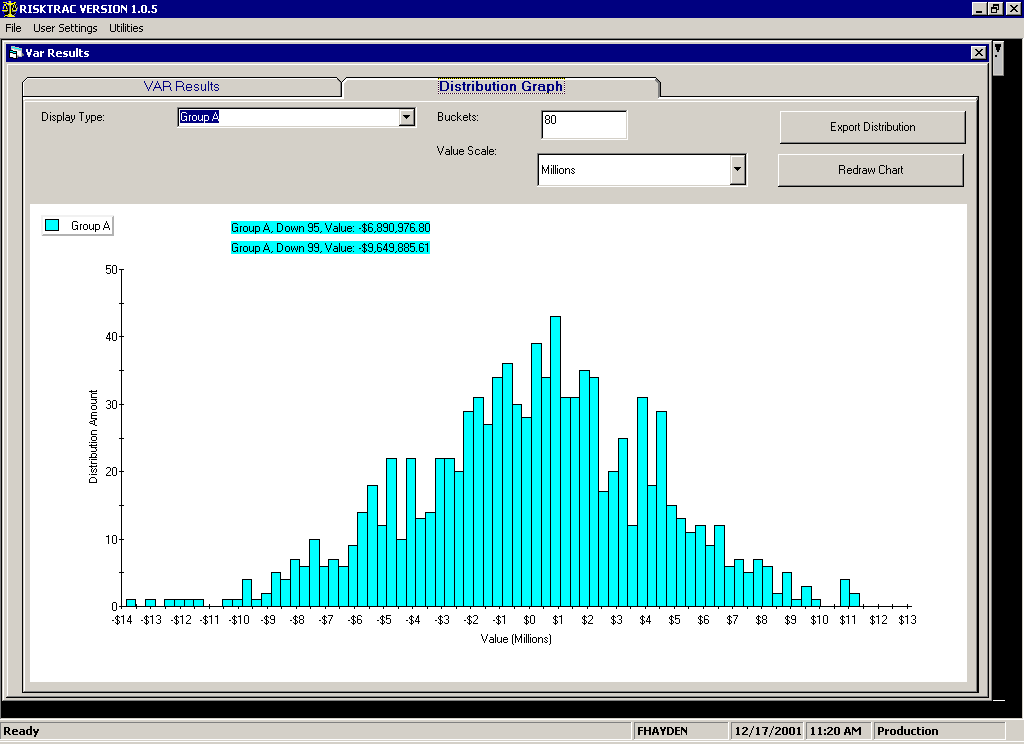 RISKTRAC VERSION 1.0.5
File User Settings Utilities
Var Results
VAR Results Distribution Graph
Display Type: Group A Buckets: 80 Export Distribution
Value Scale: Millions Redraw Chart
Group A
Group A, Down 95, Value: -$6,890,976.80
Group A, Down 99, Value: -$9,649,885.61
50
40
30
20
10
0
Distribution Amount
-$14 -$13 -$12 -$11 -$10 -$9 -$8 -$7 -$6 -$5 -$4 -$3 -$2 -$1 $0 $1 $2 $3 $4 $5 $6 $7 $8 $9 $10 $11 $12 $13
Value (Millions)
Ready FHAYDEN 12/17/2001 11:20 AM Production